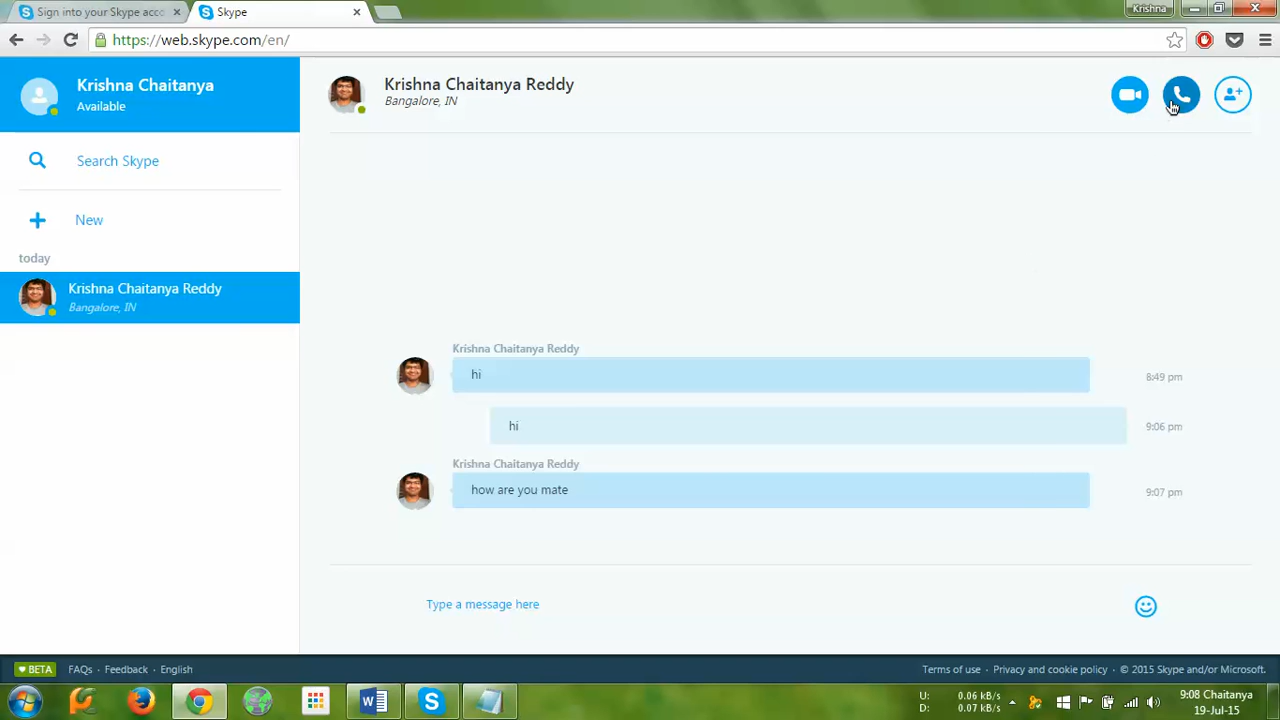 Sign into your Skype acco
Skype
Krishna
https://web.skype.com/en/
Krishna Chaitanya
Available
Search Skype
New
today
Krishna Chaitanya Reddy
Bangalore, IN
Krishna Chaitanya Reddy
Bangalore, IN
Krishna Chaitanya Reddy
hi
8:49 pm
hi
9:06 pm
Krishna Chaitanya Reddy
how are you mate
9:07 pm
Type a message here
BETA FAQs · Feedback · English
Terms of use · Privacy and cookie policy · © 2015 Skype and/or Microsoft.
U: 0.06 kB/s
D: 0.07 kB/s
9:08 Chaitanya
19-Jul-15